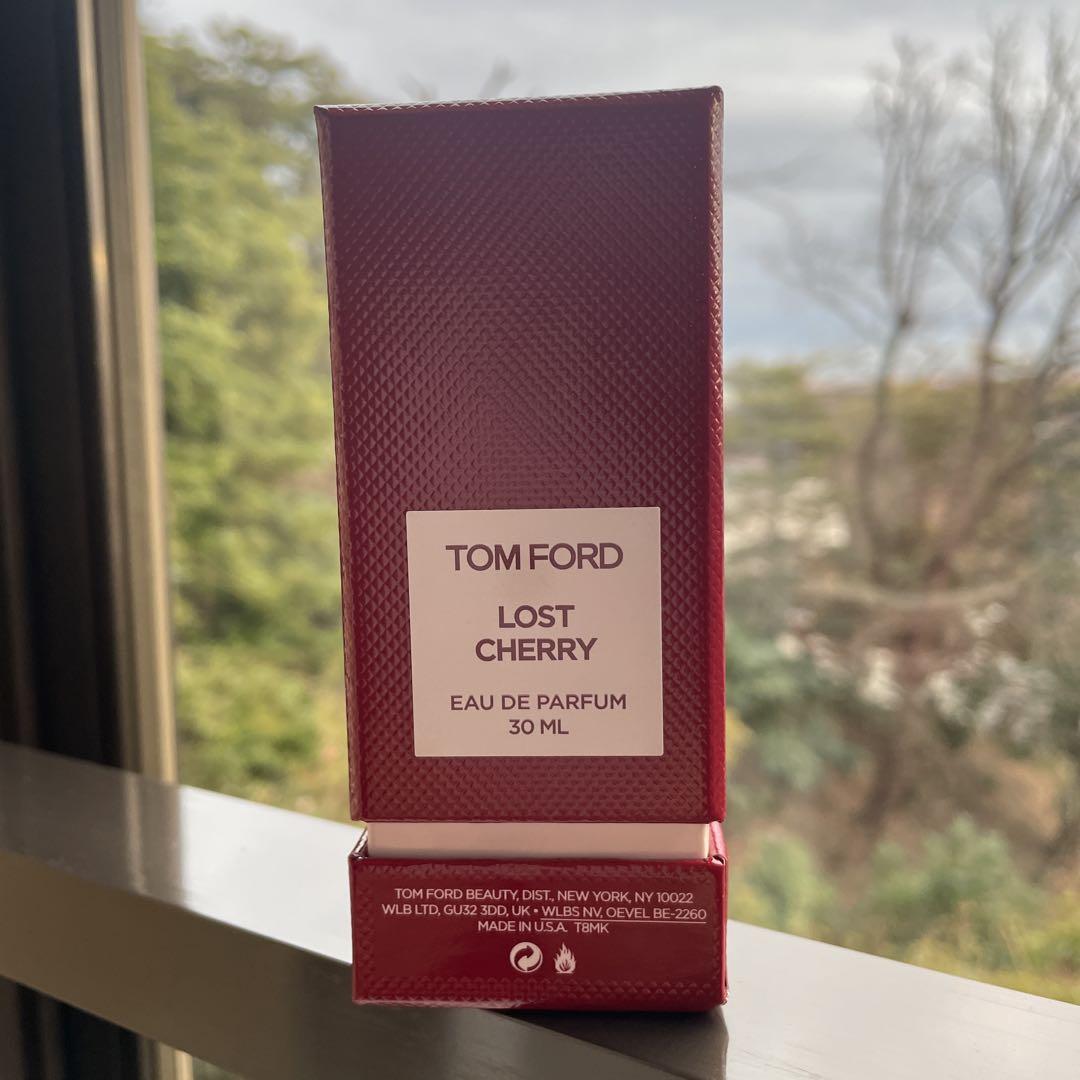 TOM FORD
LOST
CHERRY
EAU DE PARFUM
30 ML
TOM FORD BEAUTY, DIST., NEW YORK, NY 10022
WLB LTD, GU32 3DD, UK • WLBS NV, OEVEL BE-2260
MADE IN U.S.A. T8MK